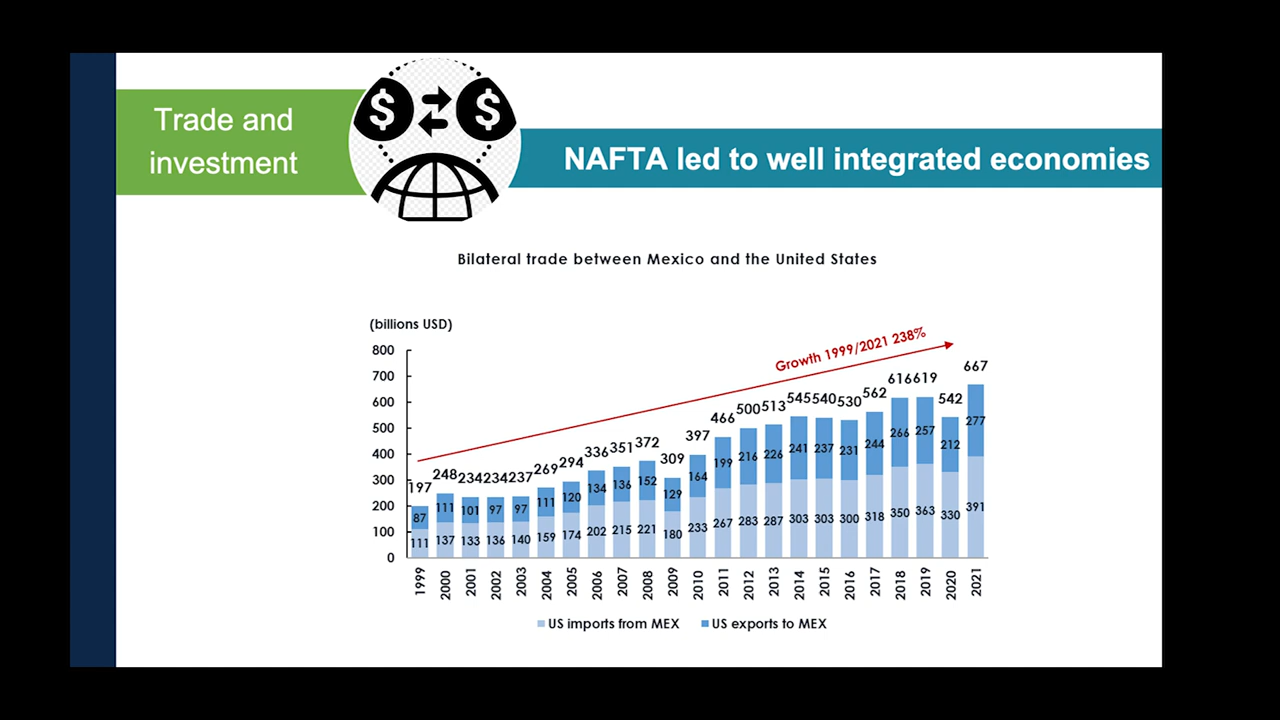 Trade and
investment
$ $
NAFTA led to well integrated economies
Bilateral trade between Mexico and the United States
(billions USD)
Growth 1999/2021 238%
800
700
600
500
400
300
200
100
0
197 248 234 234 237 269 294 336 351 372 309 397 466 500 513 545 540 530 562 616 619 542 667
87 111 101 97 97 111 120 134 136 152 129 164 199 216 226 241 237 231 244 266 257 212 277
111 137 133 136 140 159 174 202 215 221 180 233 267 283 287 303 303 300 318 350 363 330 391
1999 2000 2001 2002 2003 2004 2005 2006 2007 2008 2009 2010 2011 2012 2013 2014 2015 2016 2017 2018 2019 2020 2021
US imports from MEX US exports to MEX